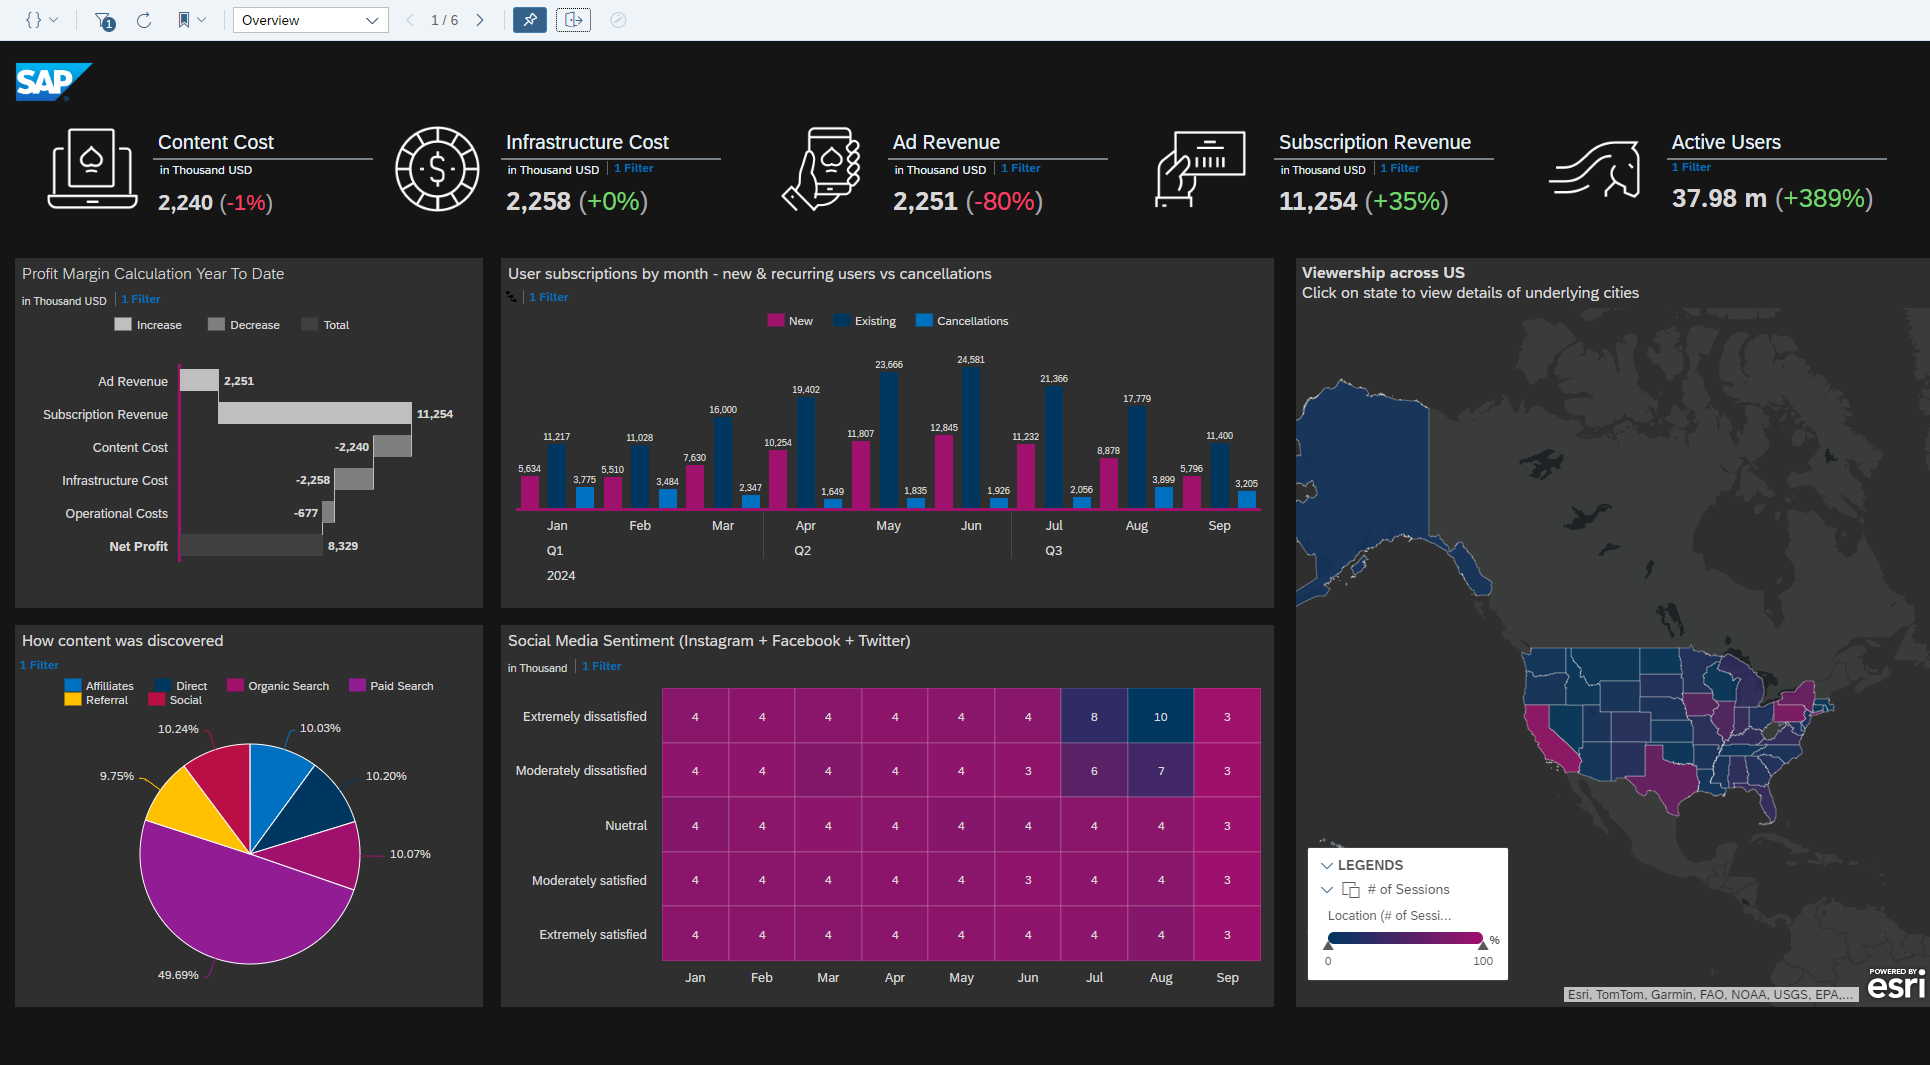 { }
1
Overview
1 / 6
SAP
Content Cost
in Thousand USD
2,240 (-1%)
Infrastructure Cost
in Thousand USD 1 Filter
2,258 (+0%)
Ad Revenue
in Thousand USD 1 Filter
2,251 (-80%)
Subscription Revenue
in Thousand USD 1 Filter
11,254 (+35%)
Active Users
1 Filter
37.98 m (+389%)
Profit Margin Calculation Year To Date
in Thousand USD 1 Filter
Increase Decrease Total
Ad Revenue 2,251
Subscription Revenue 11,254
Content Cost -2,240
Infrastructure Cost -2,258
Operational Costs -677
Net Profit 8,329
User subscriptions by month - new & recurring users vs cancellations
1 Filter
New Existing Cancellations
5,634 11,217 3,775
5,510 11,028 3,484
7,630 16,000 2,347
10,254 19,402 1,649
11,807 23,666 1,835
12,845 24,581 1,926
11,232 21,366 2,056
8,878 17,779 3,899
5,796 11,400 3,205
Jan Feb Mar Apr May Jun Jul Aug Sep
Q1 Q2 Q3
2024
Viewership across US
Click on state to view details of underlying cities
LEGENDS
# of Sessions
Location (# of Sessi...
%
0 100
Esri, TomTom, Garmin, FAO, NOAA, USGS, EPA,...
POWERED BY
esri
How content was discovered
1 Filter
Affilliates Direct Organic Search Paid Search
Referral Social
10.24% 10.03%
9.75% 10.20%
10.07%
49.69%
Social Media Sentiment (Instagram + Facebook + Twitter)
in Thousand 1 Filter
Extremely dissatisfied 4 4 4 4 4 4 8 10 3
Moderately dissatisfied 4 4 4 4 4 3 6 7 3
Nuetral 4 4 4 4 4 4 4 4 3
Moderately satisfied 4 4 4 4 4 3 4 4 3
Extremely satisfied 4 4 4 4 4 4 4 4 3
Jan Feb Mar Apr May Jun Jul Aug Sep